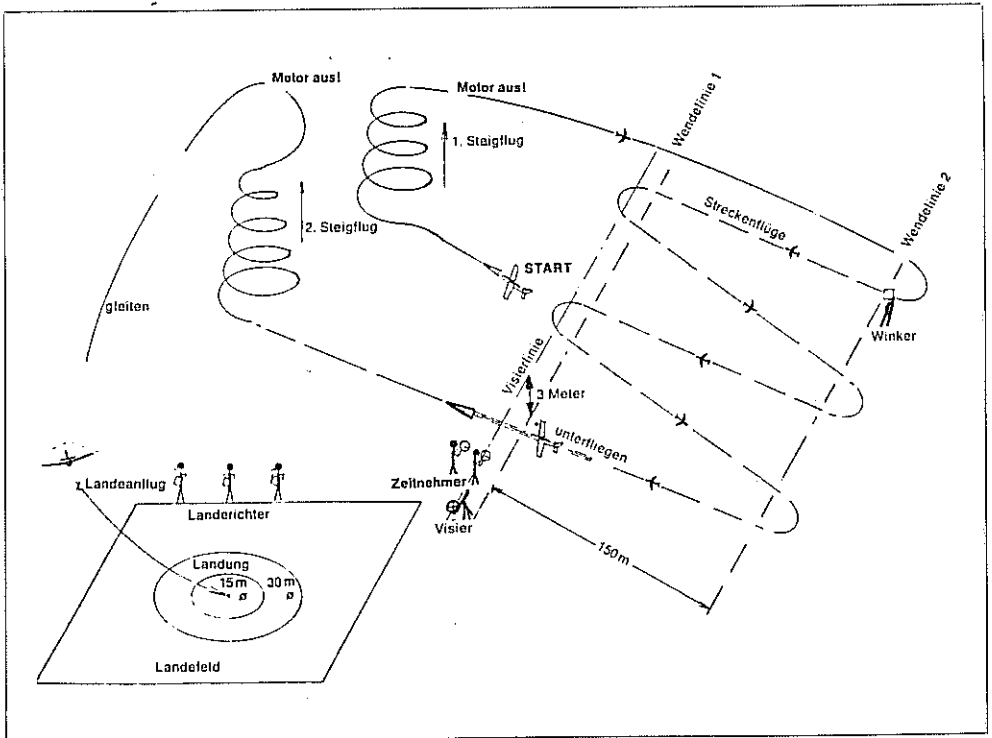 Motor aus!
Motor aus!
Wendelinie 1
1. Steigflug
Wendelinie 2
Streckenflüge
2. Steigflug
START
gleiten
Winker
Visierlinie
3 Meter
unterfliegen
Zeitnehmer
Landeanflug
Landerichter
Visier
150 m
Landung
15 m
ø
30 m
ø
Landefeld